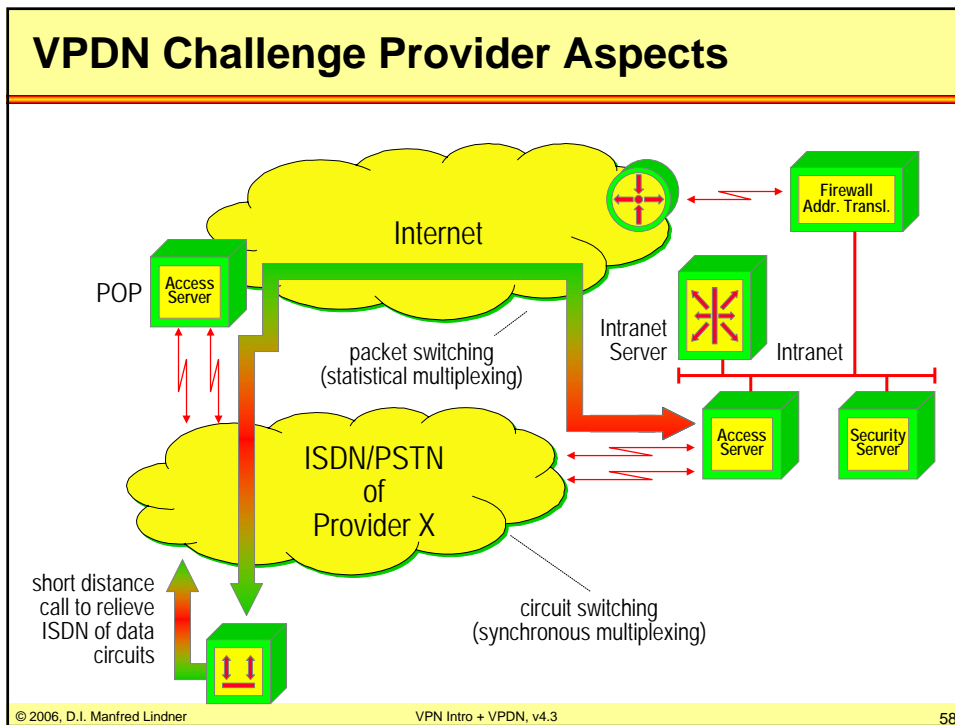 VPDN Challenge Provider Aspects
Internet
Firewall
Addr. Transl.
POP
Access
Server
Intranet
Server
Intranet
packet switching
(statistical multiplexing)
Access
Server
Security
Server
ISDN/PSTN
of
Provider X
short distance
call to relieve
ISDN of data
circuits
circuit switching
(synchronous multiplexing)
© 2006, D.I. Manfred Lindner
VPN Intro + VPDN, v4.3
58